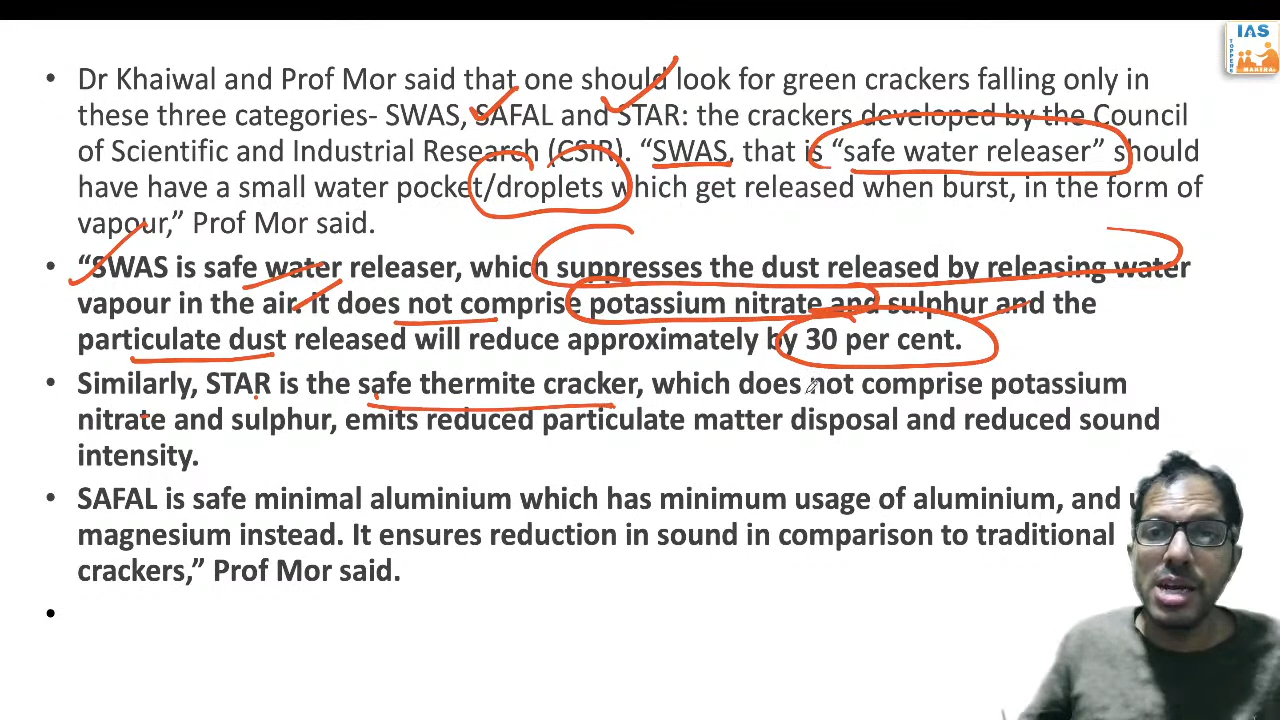 IAS
TOPPERS
MANTRA
• Dr Khaiwal and Prof Mor said that one should look for green crackers falling only in
these three categories- SWAS, SAFAL and STAR: the crackers developed by the Council
of Scientific and Industrial Research (CSIR). “SWAS, that is “safe water releaser” should
have have a small water pocket/droplets which get released when burst, in the form of
vapour,” Prof Mor said.
• “SWAS is safe water releaser, which suppresses the dust released by releasing water
vapour in the air. It does not comprise potassium nitrate and sulphur and the
particulate dust released will reduce approximately by 30 per cent.
• Similarly, STAR is the safe thermite cracker, which does not comprise potassium
nitrate and sulphur, emits reduced particulate matter disposal and reduced sound
intensity.
• SAFAL is safe minimal aluminium which has minimum usage of aluminium, and
magnesium instead. It ensures reduction in sound in comparison to traditional
crackers,” Prof Mor said.
•